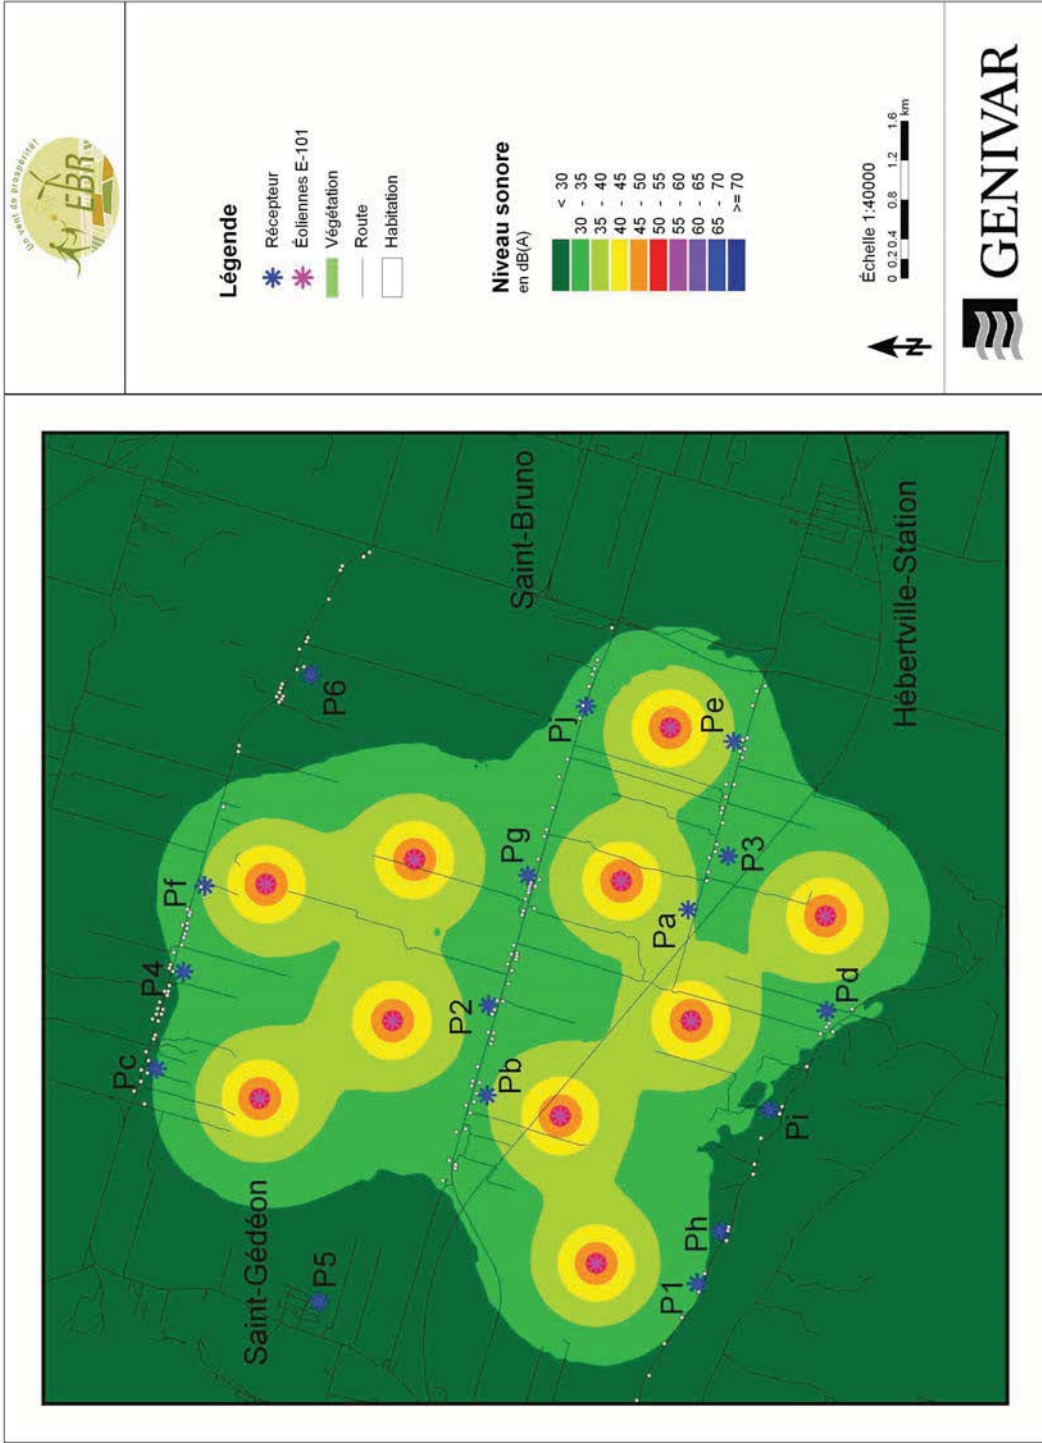 Un vent de prospérité!
EBR
Légende
Récepteur
Éoliennes E-101
Végétation
Route
Habitation
Niveau sonore
en dB(A)
< 30
30 - 35
35 - 40
40 - 45
45 - 50
50 - 55
55 - 60
60 - 65
65 - 70
>= 70
Échelle 1:40000
0 0.2 0.4 0.8 1.2 1.6
km
N
GENIVAR
Saint-Gédéon
Saint-Bruno
Hébertville-Station
Pc
P4
Pf
P6
P5
Pb
P2
Pg
Pj
P1
Ph
Pi
Pd
Pa
P3
Pe